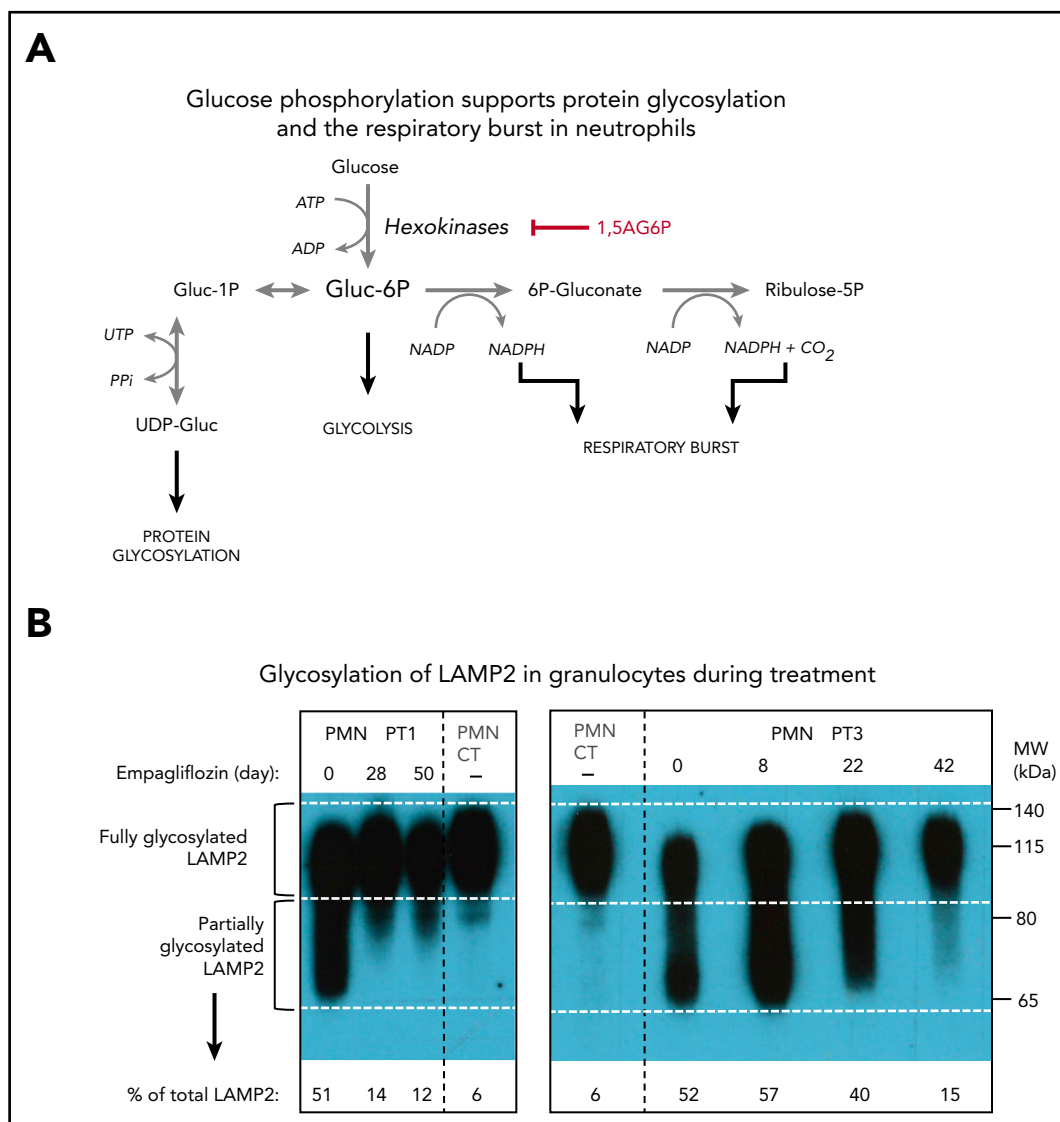 A
Glucose phosphorylation supports protein glycosylation
and the respiratory burst in neutrophils
Glucose
ATP
Hexokinases
1,5AG6P
ADP
Gluc-1P
Gluc-6P
6P-Gluconate
Ribulose-5P
UTP
NADP
NADPH
NADP
NADPH + CO2
PPi
UDP-Gluc
GLYCOLYSIS
RESPIRATORY BURST
PROTEIN
GLYCOSYLATION
B
Glycosylation of LAMP2 in granulocytes during treatment
PMN PT1
PMN
CT
PMN
CT
PMN PT3
MW
(kDa)
Empagliflozin (day):
0 28 50 –
– 0 8 22 42
Fully glycosylated
LAMP2
140
115
Partially
glycosylated
LAMP2
80
65
% of total LAMP2:
51 14 12 6
6 52 57 40 15